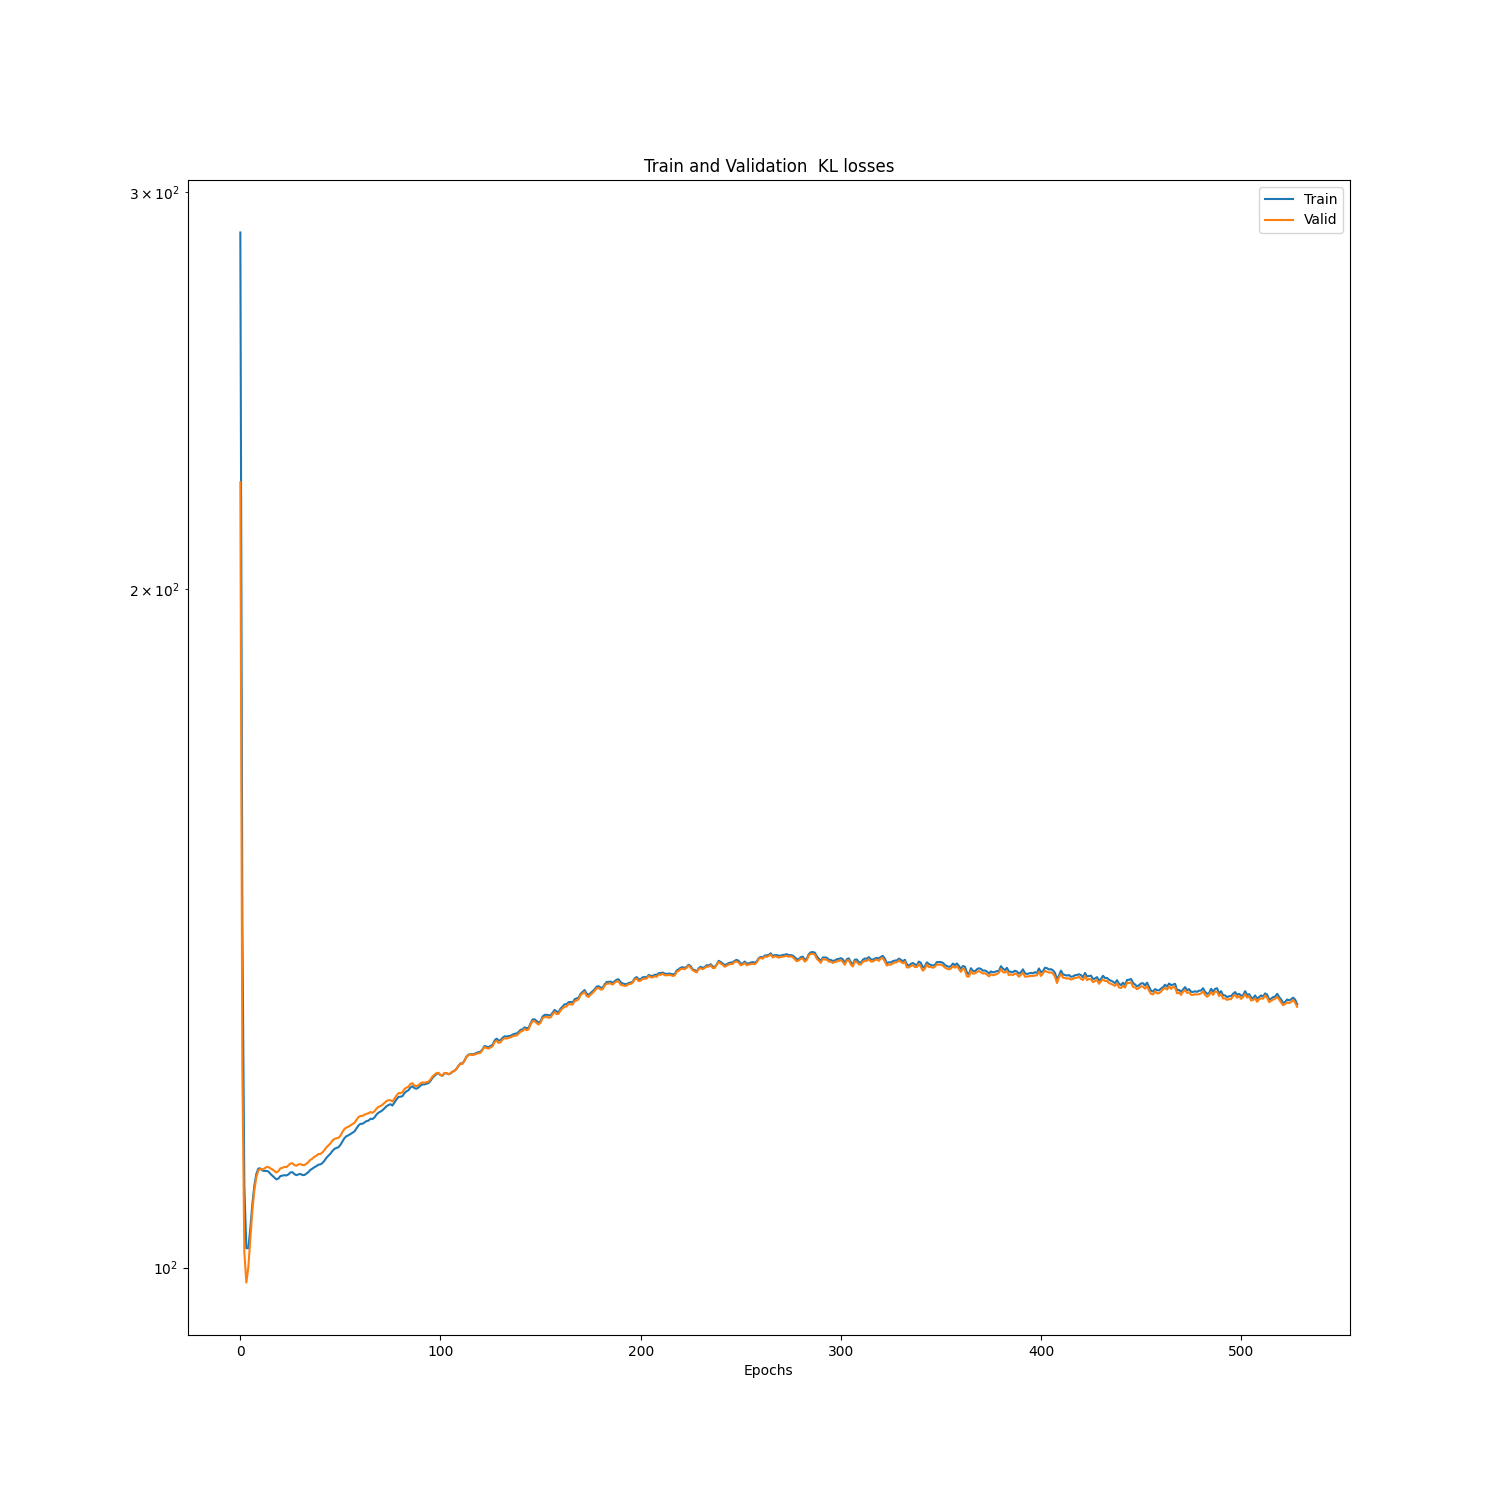 Train and Validation  KL losses
3 × 10²
Train
Valid
2 × 10²
10²
0 100 200 300 400 500
Epochs